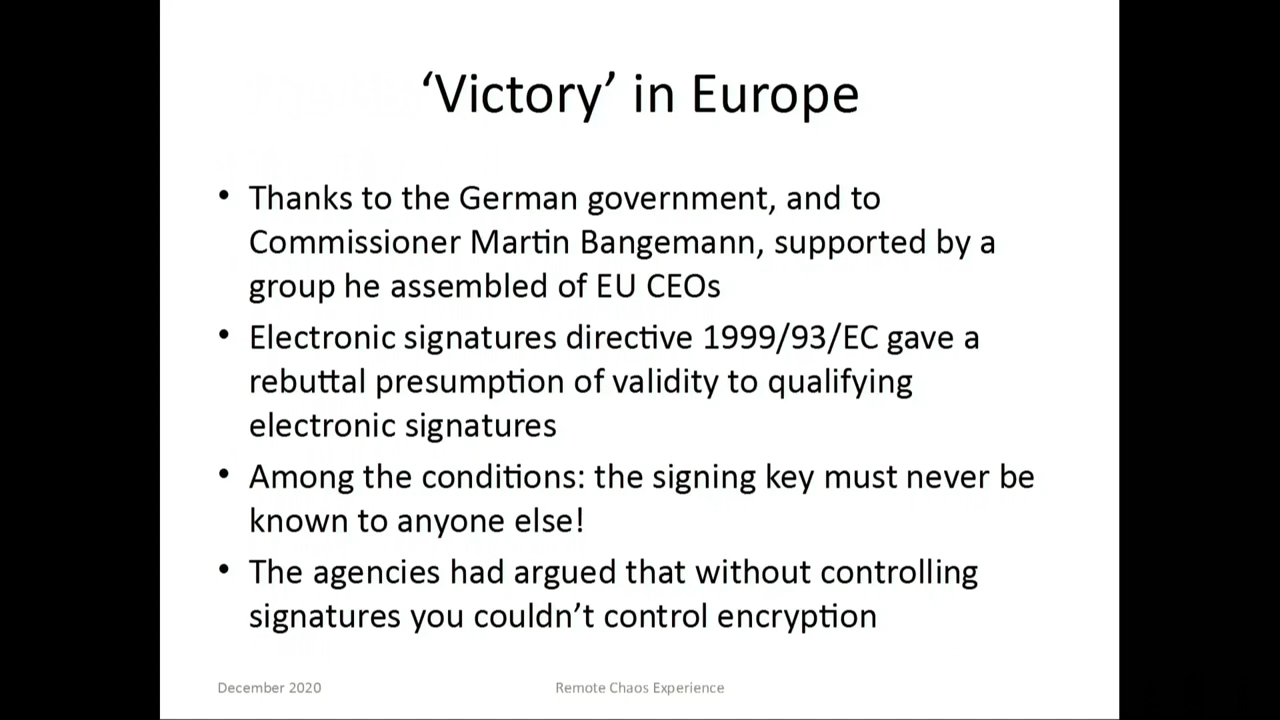 ‘Victory’ in Europe
• Thanks to the German government, and to
Commissioner Martin Bangemann, supported by a
group he assembled of EU CEOs
• Electronic signatures directive 1999/93/EC gave a
rebuttal presumption of validity to qualifying
electronic signatures
• Among the conditions: the signing key must never be
known to anyone else!
• The agencies had argued that without controlling
signatures you couldn’t control encryption
December 2020
Remote Chaos Experience